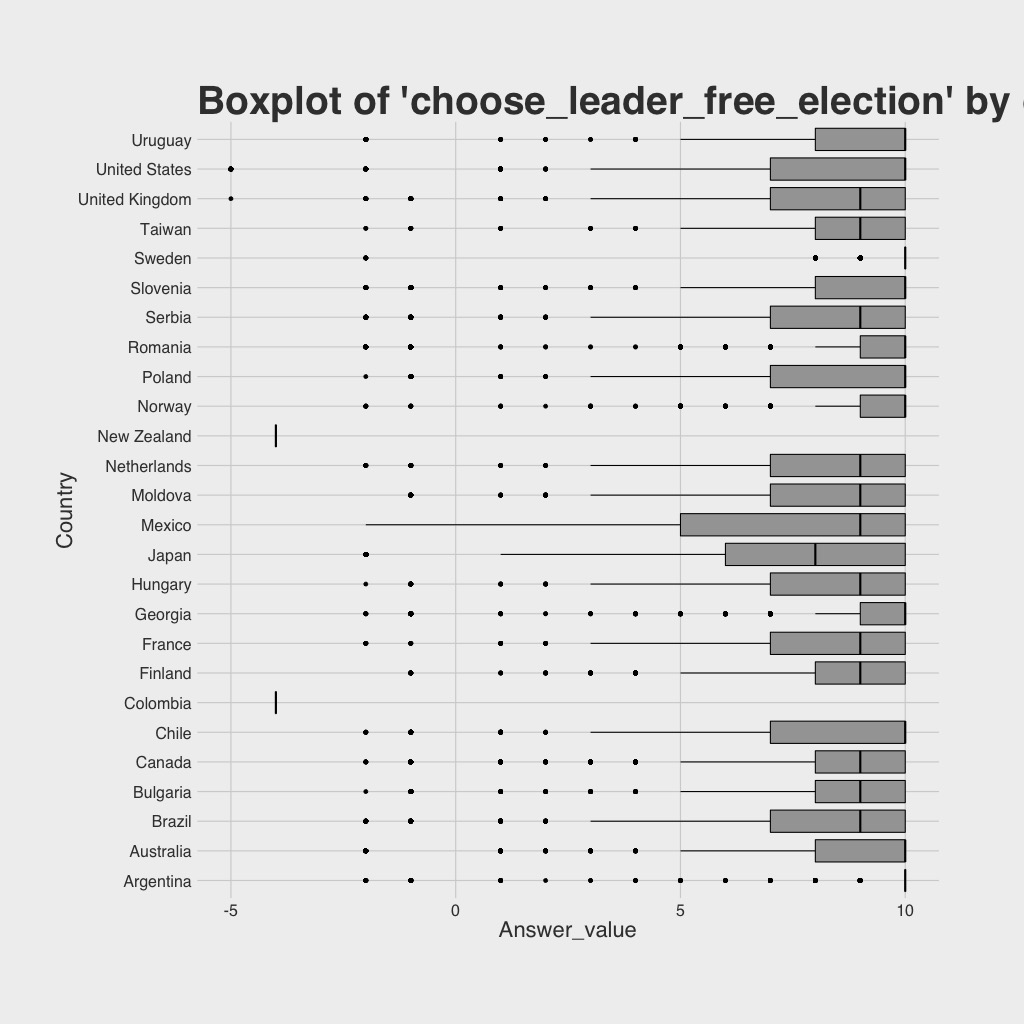 Boxplot of 'choose_leader_free_election' by
Uruguay
United States
United Kingdom
Taiwan
Sweden
Slovenia
Serbia
Romania
Poland
Norway
New Zealand
Netherlands
Moldova
Mexico
Japan
Hungary
Georgia
France
Finland
Colombia
Chile
Canada
Bulgaria
Brazil
Australia
Argentina
Country
-5 0 5 10
Answer_value